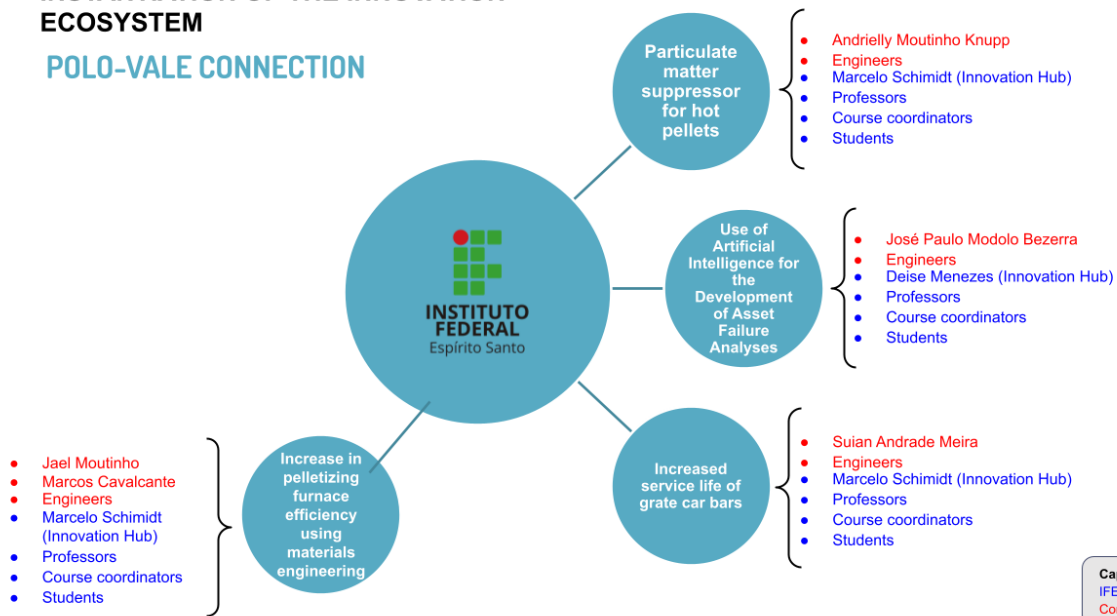 ECOSYSTEM
POLO-VALE CONNECTION
Particulate
matter
suppressor
for hot
pellets
Andrielly Moutinho Knupp
Engineers
Marcelo Schimidt (Innovation Hub)
Professors
Course coordinators
Students
INSTITUTO
FEDERAL
Espírito Santo
Use of
Artificial
Intelligence for
the
Development
of Asset
Failure
Analyses
José Paulo Modolo Bezerra
Engineers
Deise Menezes (Innovation Hub)
Professors
Course coordinators
Students
Increased
service life of
grate car bars
Suian Andrade Meira
Engineers
Marcelo Schimidt (Innovation Hub)
Professors
Course coordinators
Students
Increase in
pelletizing
furnace
efficiency
using
materials
engineering
Jael Moutinho
Marcos Cavalcante
Engineers
Marcelo Schimidt
(Innovation Hub)
Professors
Course coordinators
Students